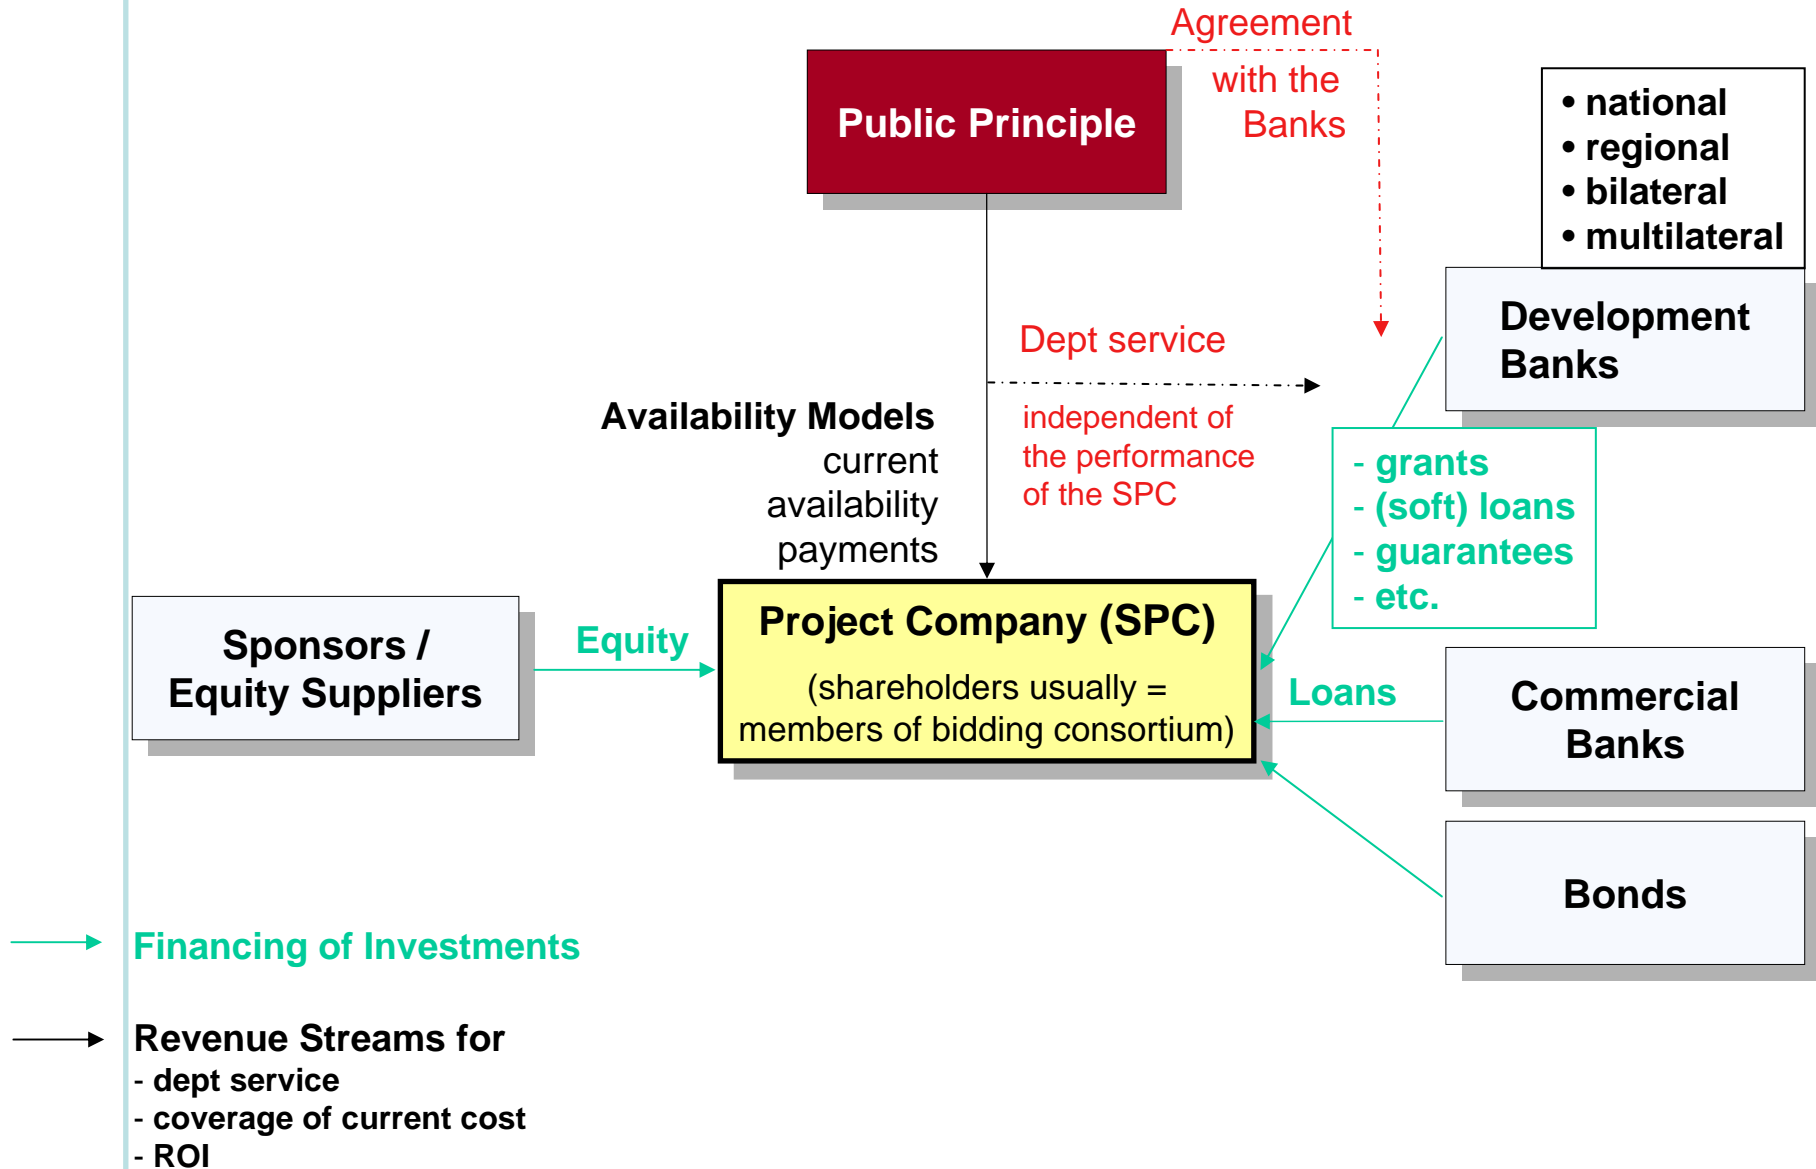 Agreement
with the
Banks
Public Principle
• national
• regional
• bilateral
• multilateral
Development
Banks
Dept service
independent of
the performance
of the SPC
Availability Models
current
availability
payments
- grants
- (soft) loans
- guarantees
- etc.
Sponsors /
Equity Suppliers
Equity
Project Company (SPC)
(shareholders usually =
members of bidding consortium)
Loans
Commercial
Banks
Bonds
Financing of Investments
Revenue Streams for
- dept service
- coverage of current cost
- ROI